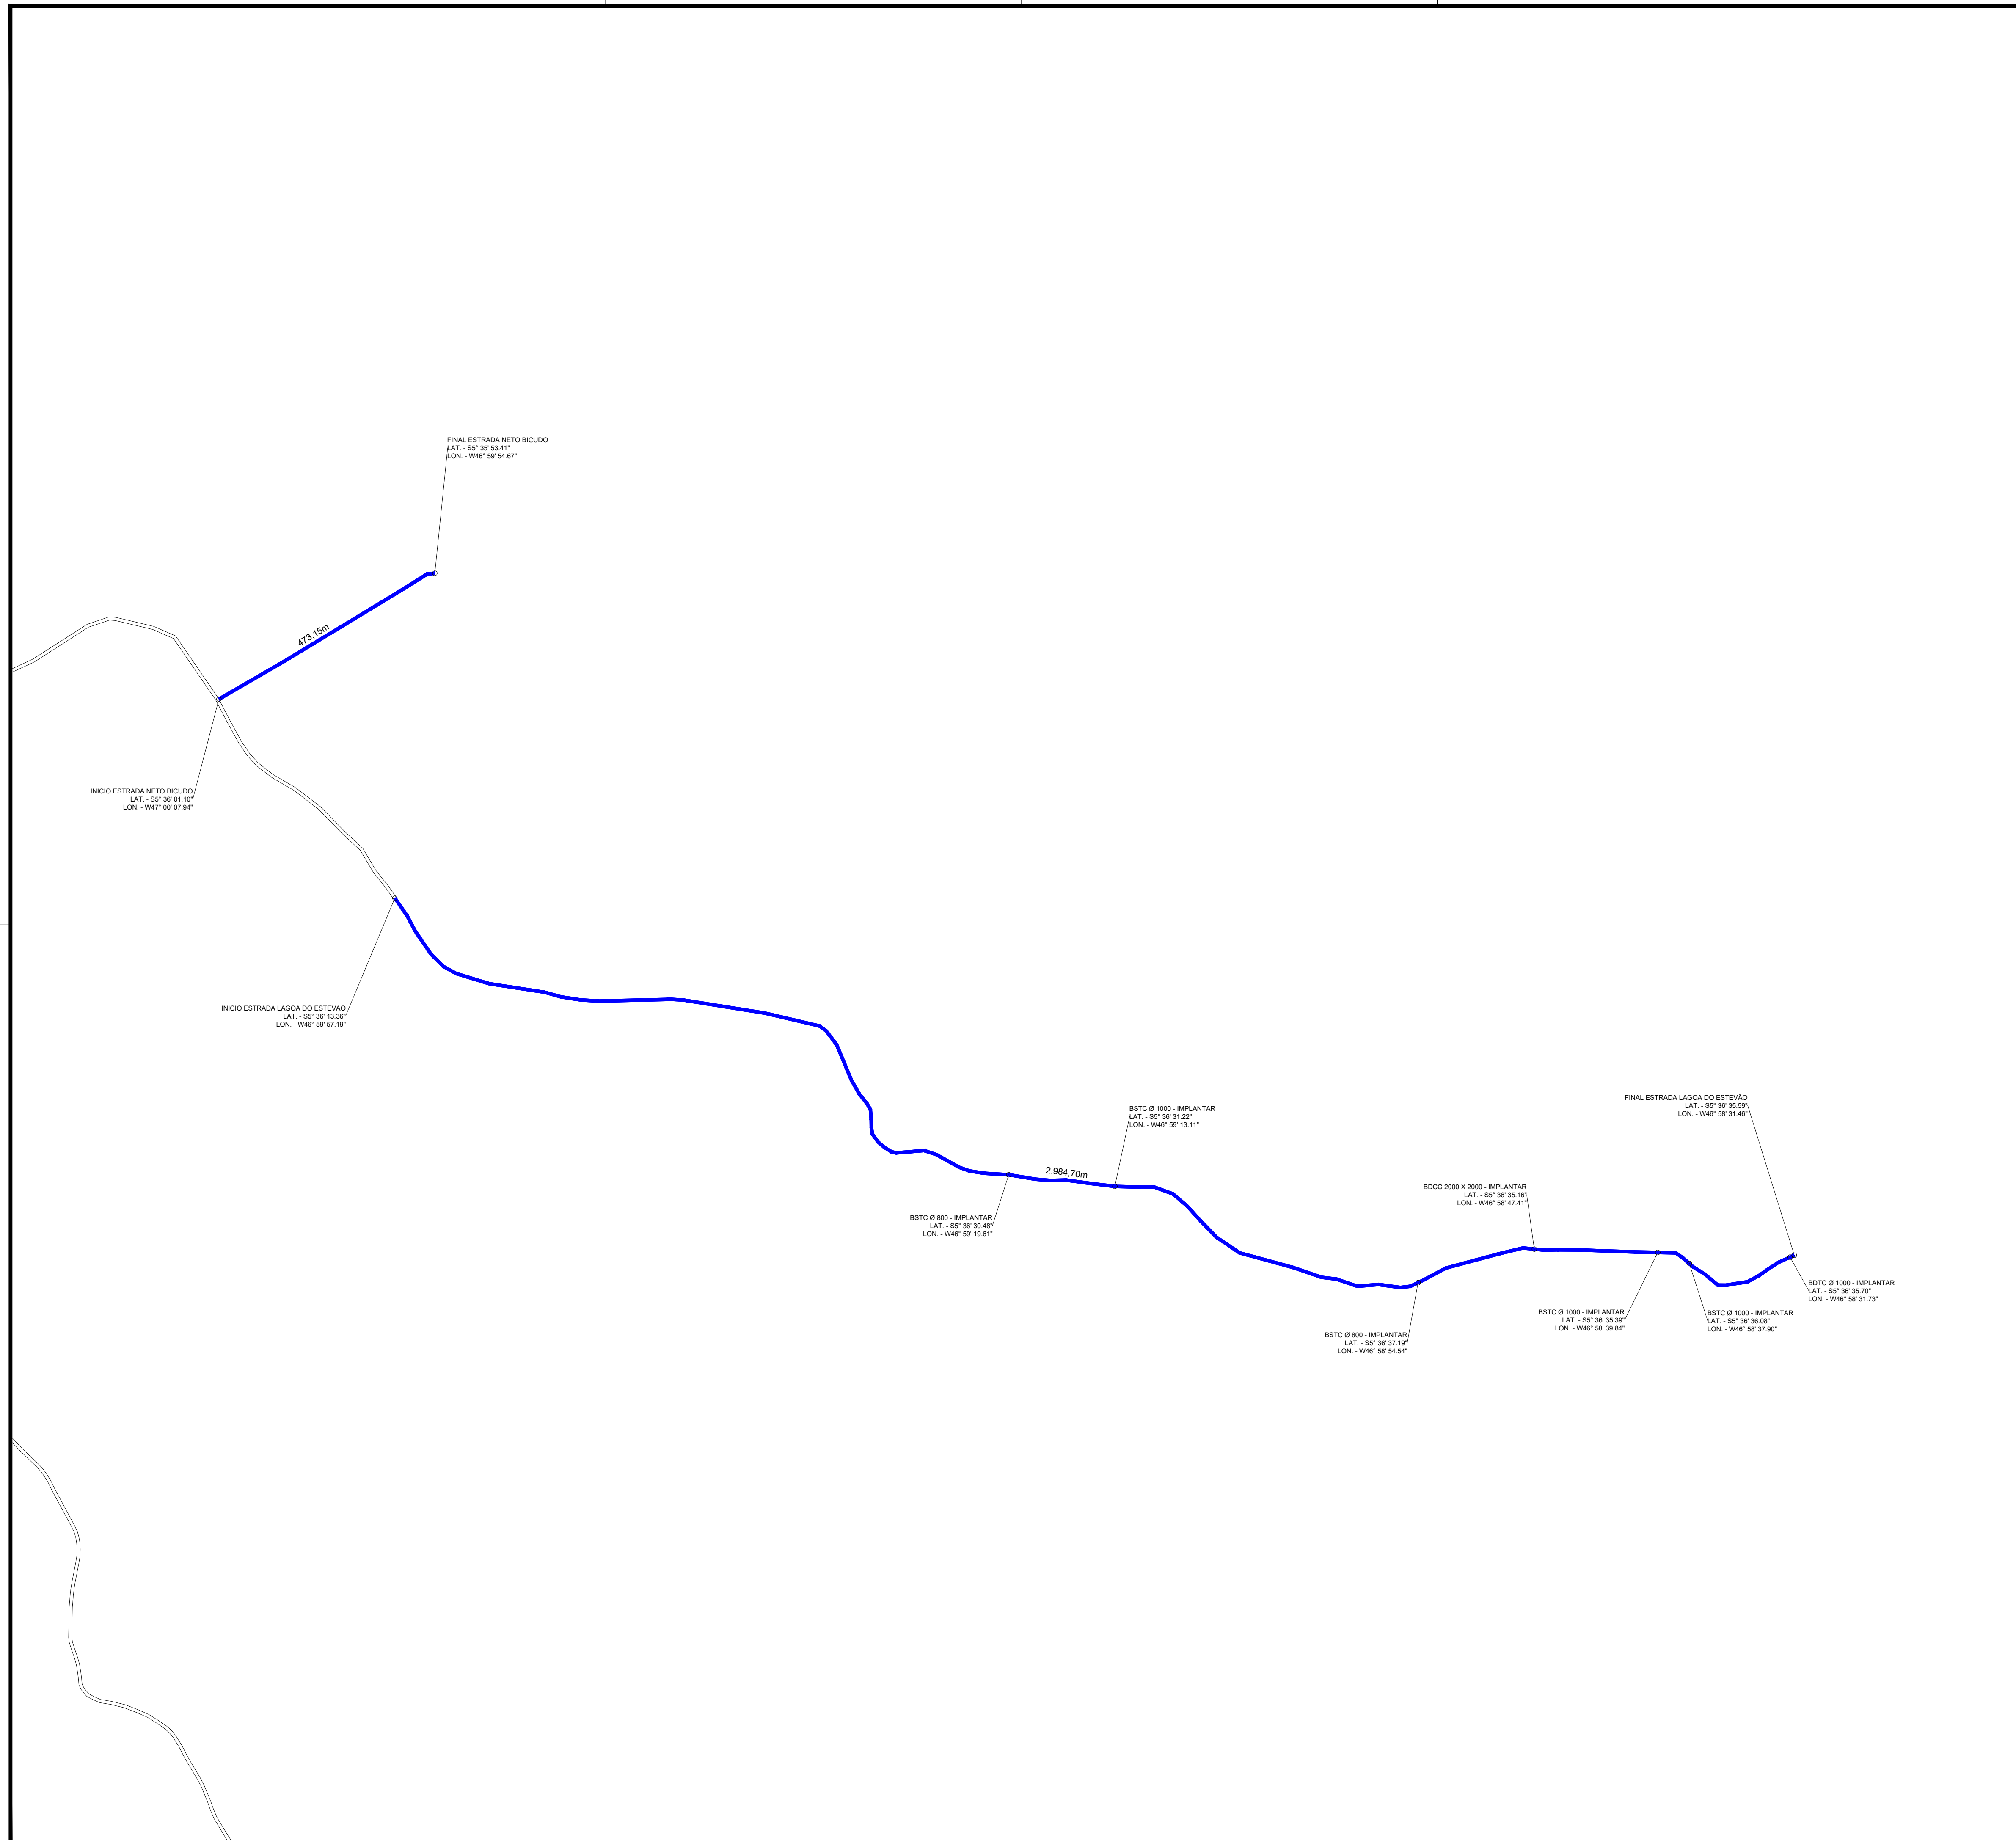 FINAL ESTRADA NETO BICUDO
LAT. - S5° 35' 53.41"
LON. - W46° 59' 54.67"
473,15m
INICIO ESTRADA NETO BICUDO
LAT. - S5° 36' 01.10"
LON. - W47° 00' 07.94"
INICIO ESTRADA LAGOA DO ESTEVÃO
LAT. - S5° 36' 13.36"
LON. - W46° 59' 57.19"
BSTC Ø 1000 - IMPLANTAR
LAT. - S5° 36' 31.22"
LON. - W46° 59' 13.11"
2.984,70m
BSTC Ø 800 - IMPLANTAR
LAT. - S5° 36' 30.48"
LON. - W46° 59' 19.61"
FINAL ESTRADA LAGOA DO ESTEVÃO
LAT. - S5° 36' 35.59"
LON. - W46° 58' 31.46"
BDCC 2000 X 2000 - IMPLANTAR
LAT. - S5° 36' 35.16"
LON. - W46° 58' 47.41"
BDTC Ø 1000 - IMPLANTAR
LAT. - S5° 36' 35.70"
LON. - W46° 58' 31.73"
BSTC Ø 1000 - IMPLANTAR
LAT. - S5° 36' 35.39"
LON. - W46° 58' 39.84"
BSTC Ø 1000 - IMPLANTAR
LAT. - S5° 36' 36.08"
LON. - W46° 58' 37.90"
BSTC Ø 800 - IMPLANTAR
LAT. - S5° 36' 37.19"
LON. - W46° 58' 54.54"